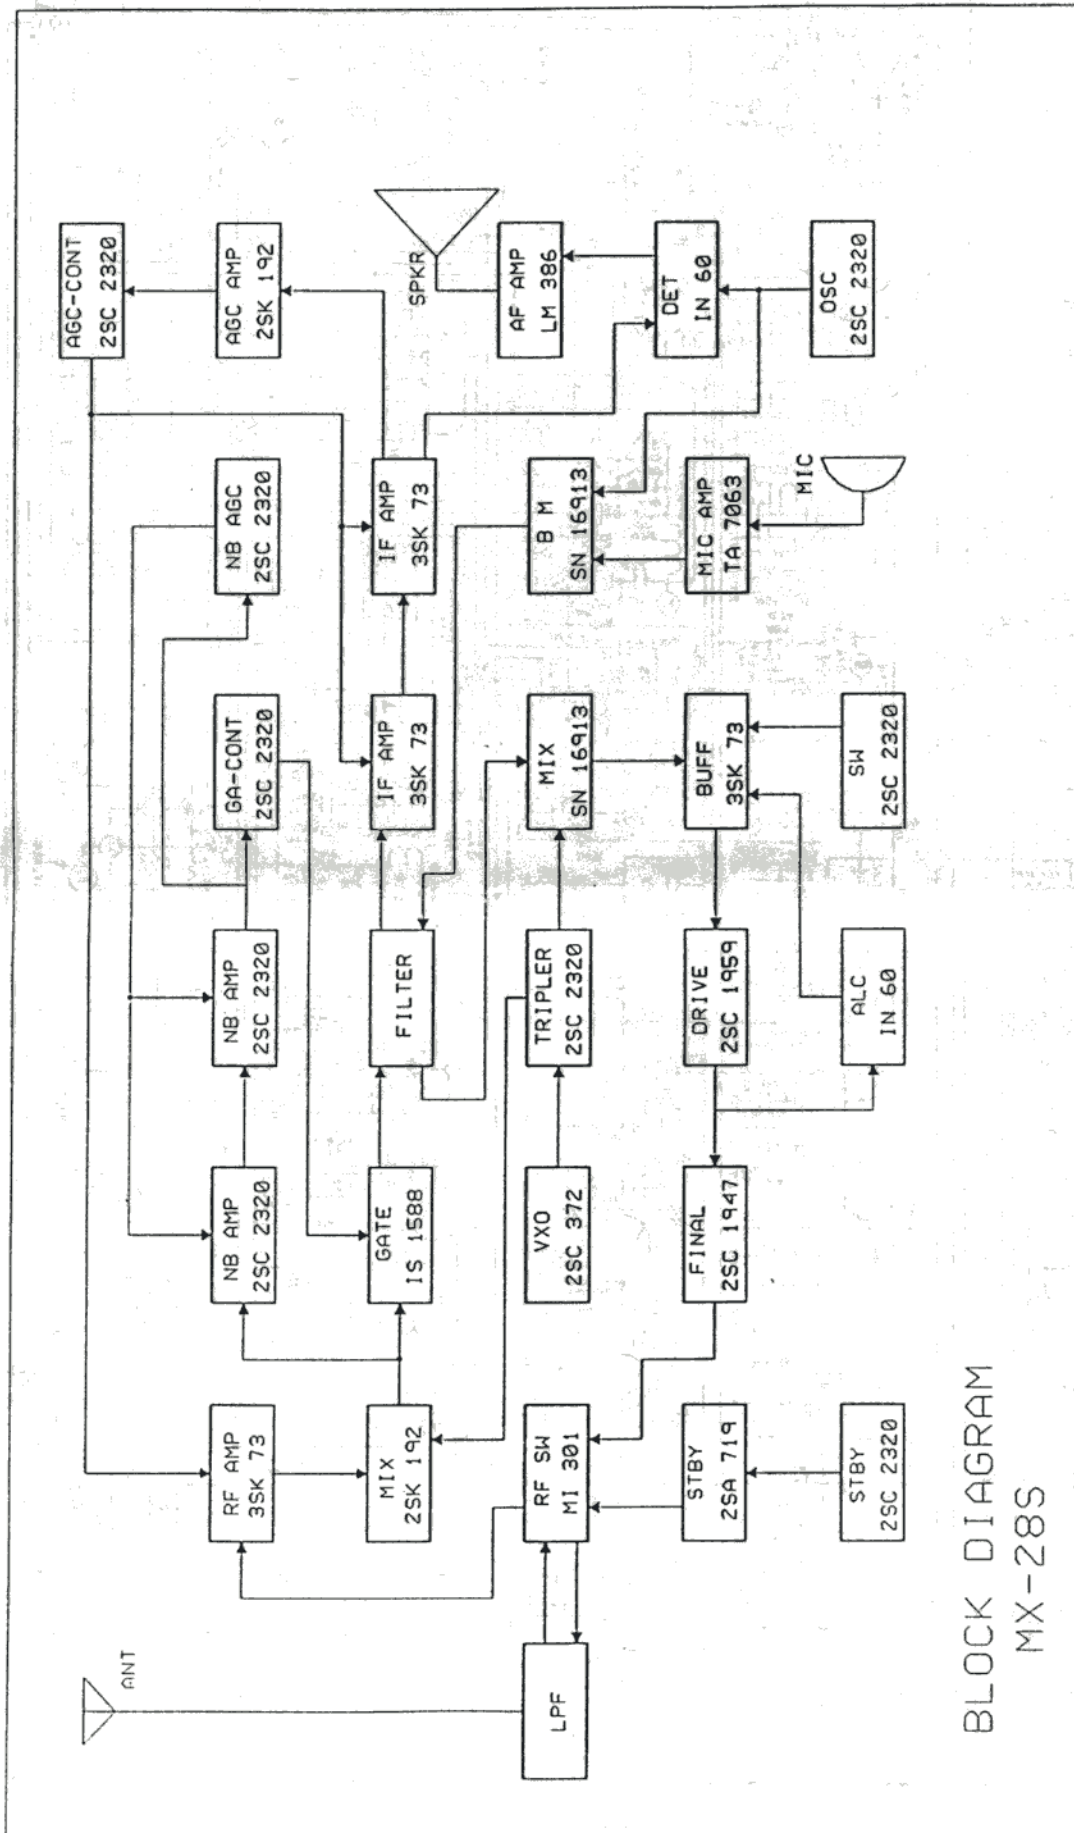 ANT
LPF
RF AMP
3SK 73
NB AMP
2SC 2320
NB AMP
2SC 2320
GA-CONT
2SC 2320
NB AGC
2SC 2320
AGC-CONT
2SC 2320
AGC AMP
2SK 192
MIX
2SK 192
GATE
IS 1588
FILTER
IF AMP
3SK 73
IF AMP
3SK 73
SPKR
RF SW
MI 301
VXO
2SC 372
TRIPLER
2SC 2320
MIX
SN 16913
B M
SN 16913
AF AMP
LM 386
STBY
2SA 719
FINAL
2SC 1947
DRIVE
2SC 1959
BUFF
3SK 73
MIC AMP
TA 7063
DET
IN 60
STBY
2SC 2320
ALC
IN 60
SW
2SC 2320
MIC
OSC
2SC 2320
BLOCK DIAGRAM
MX-28S